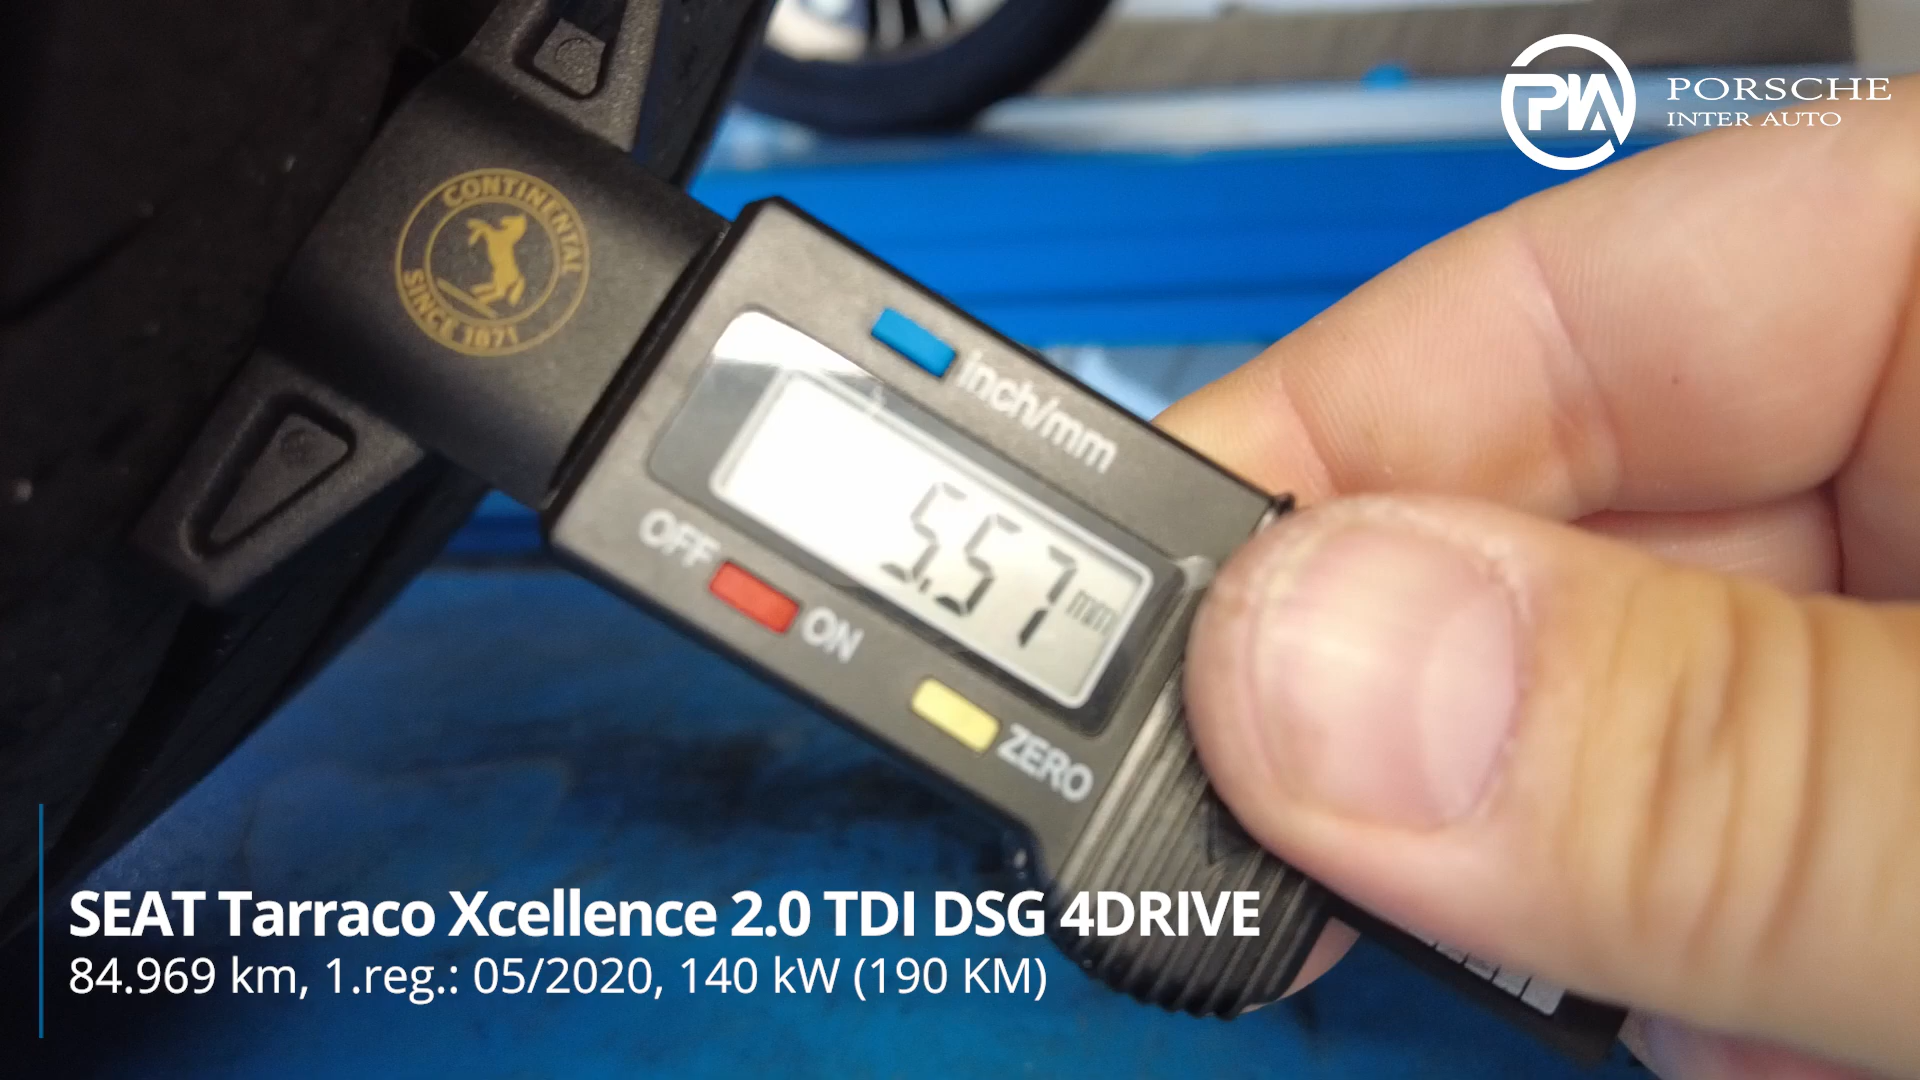 PIA
PORSCHE
INTER AUTO
CONTINENTAL
SINCE 1871
inch/mm
5.57 mm
OFF
ON
ZERO
SEAT Tarraco Xcellence 2.0 TDI DSG 4DRIVE
84.969 km, 1.reg.: 05/2020, 140 kW (190 KM)